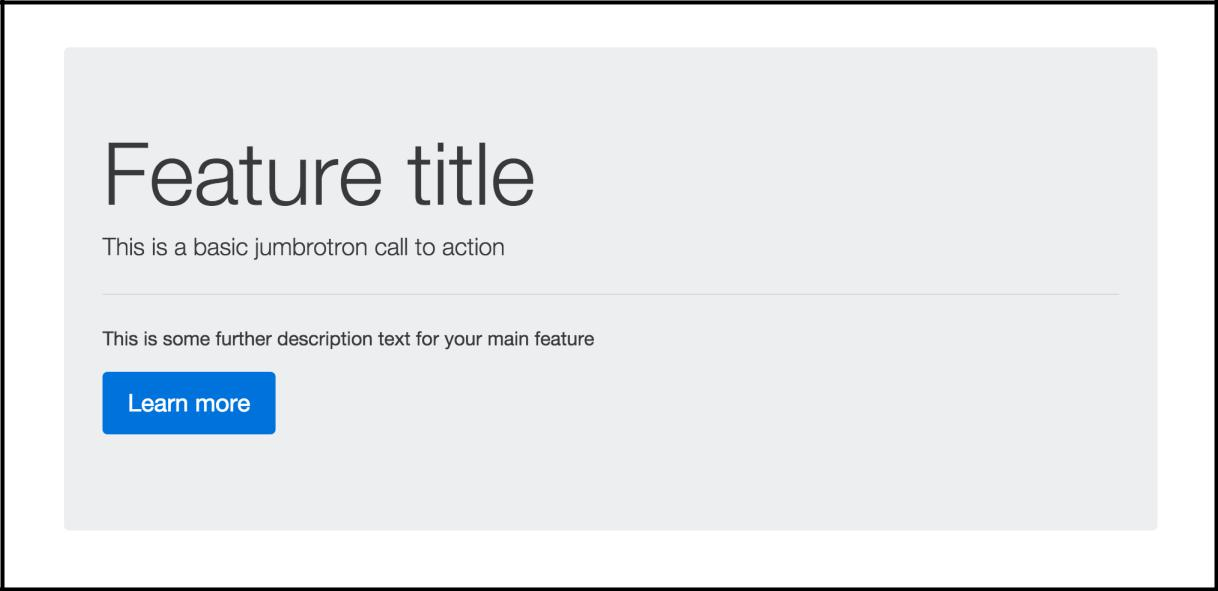 Feature title
This is a basic jumbrotron call to action
This is some further description text for your main feature
Learn more